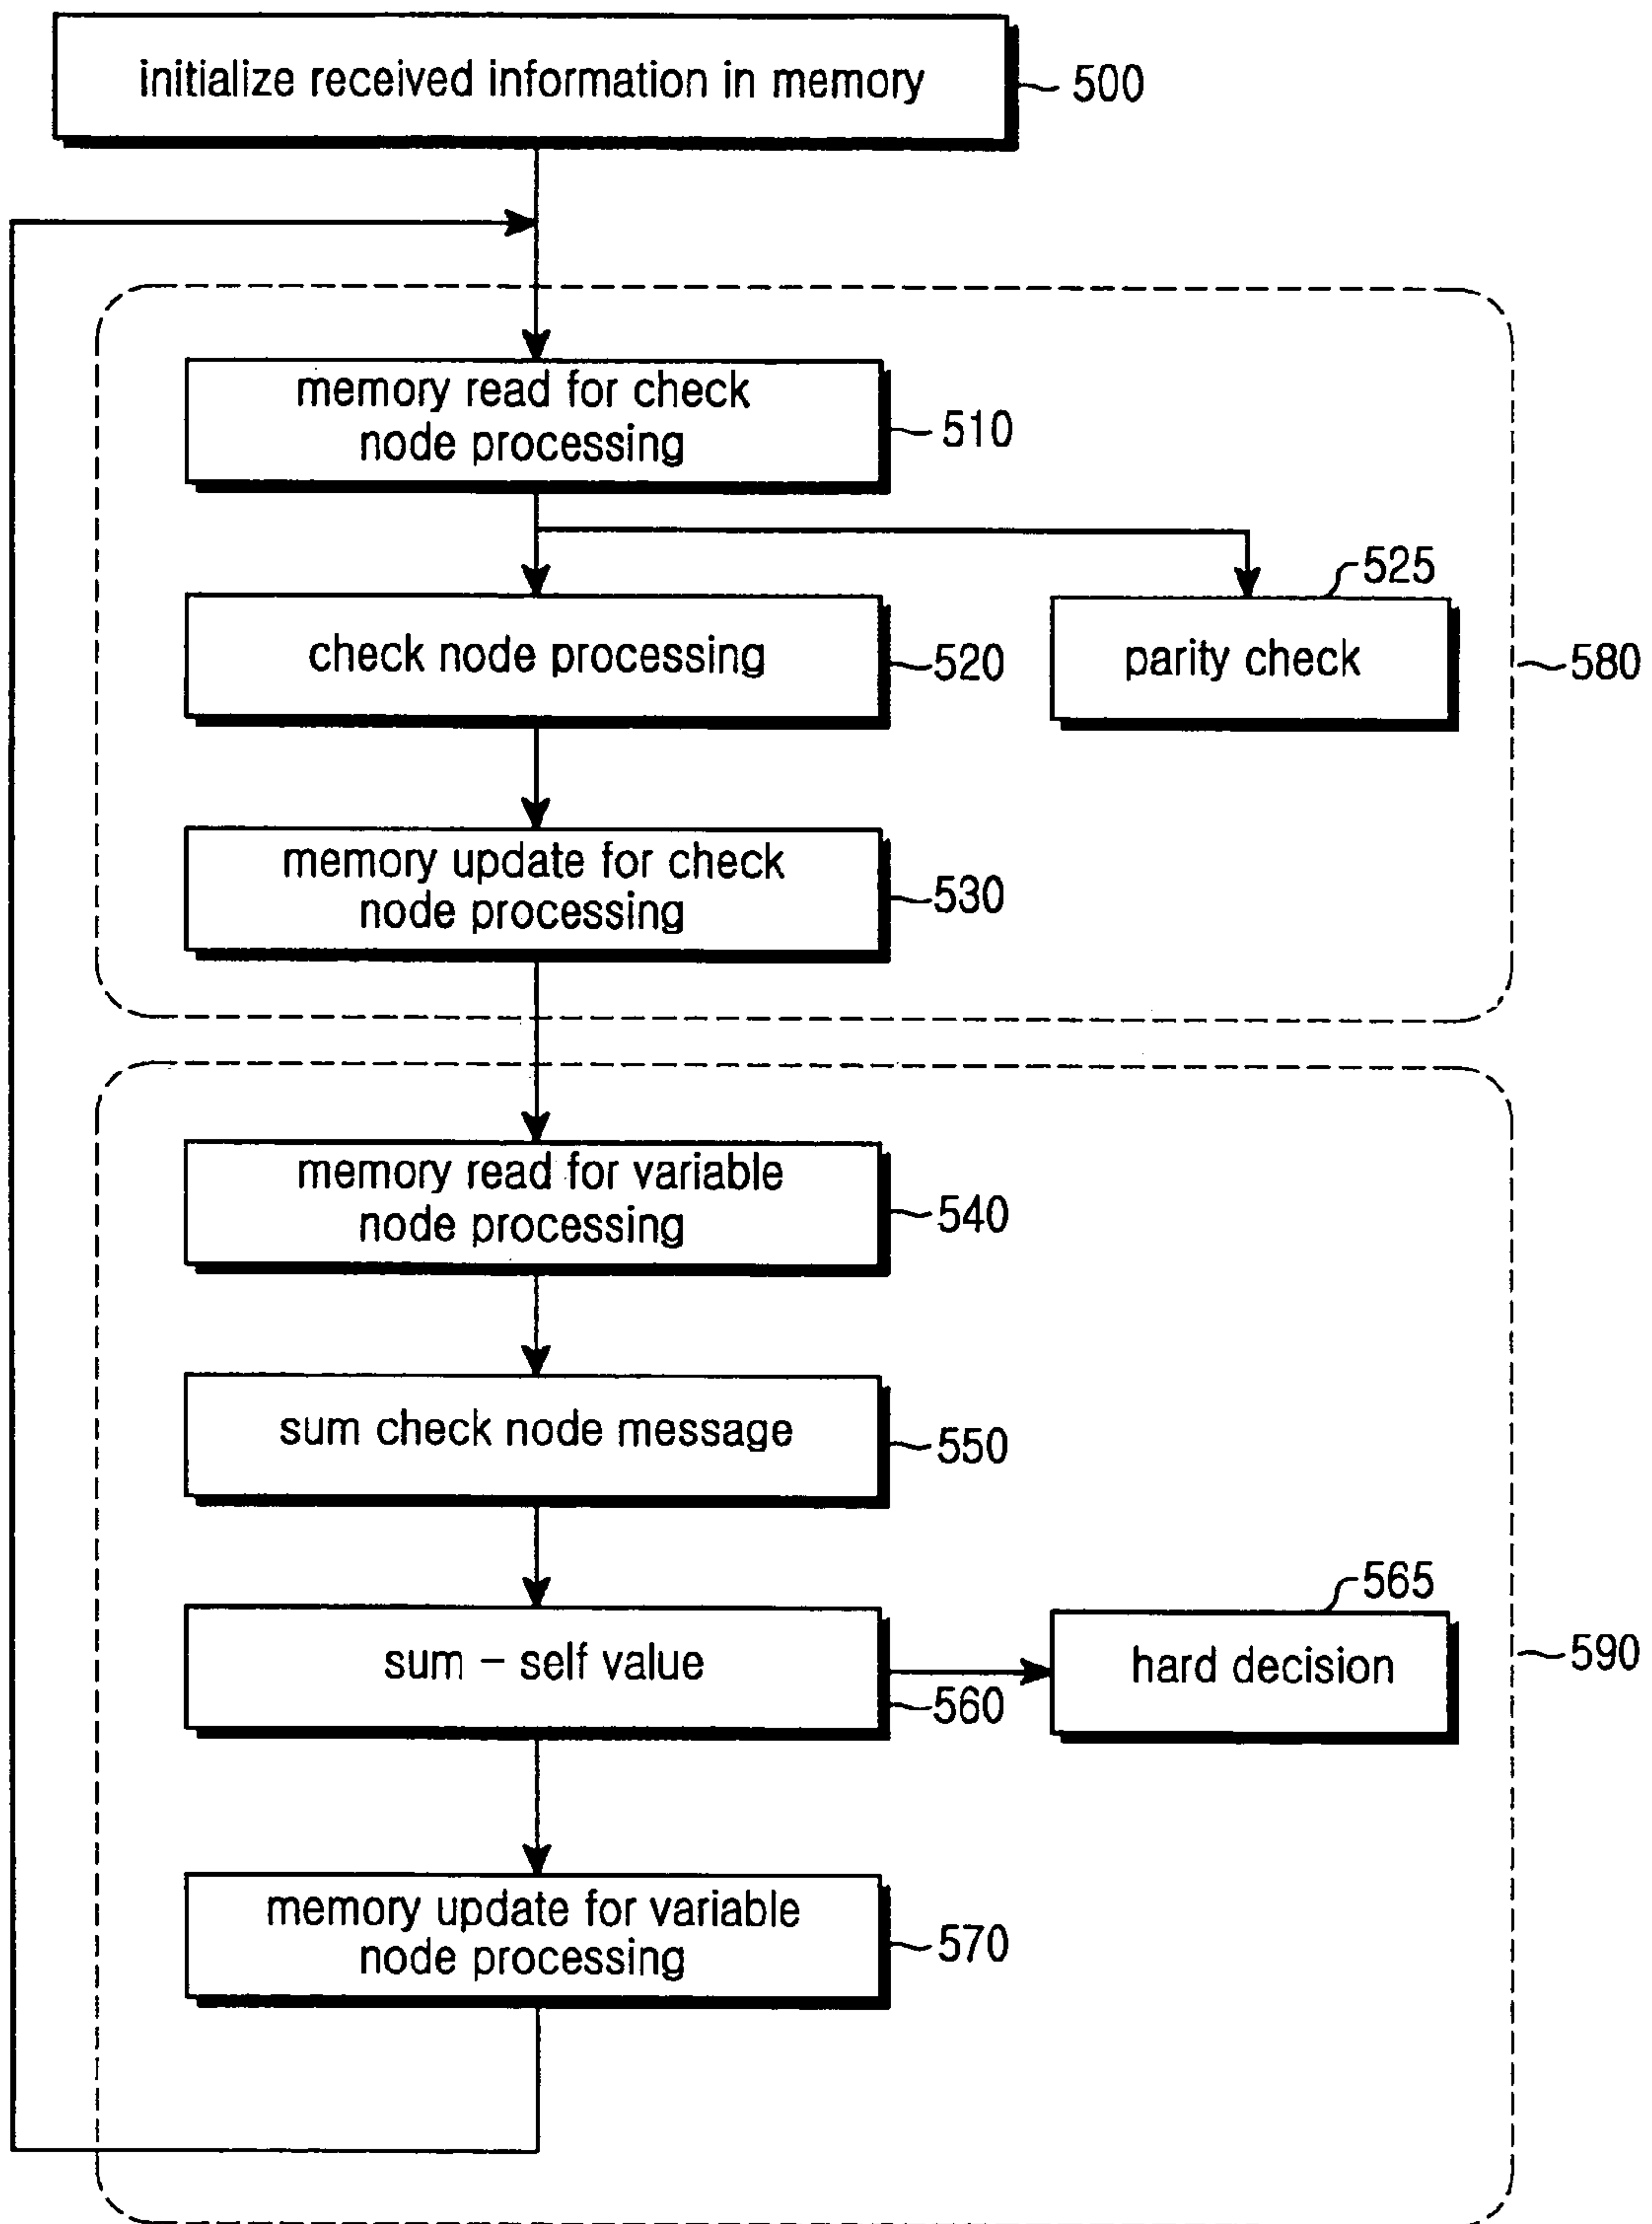 initialize received information in memory
500
memory read for check
node processing
510
525
check node processing
520
parity check
580
memory update for check
node processing
530
memory read for variable
node processing
540
sum check node message
550
565
sum – self value
560
hard decision
590
memory update for variable
node processing
570